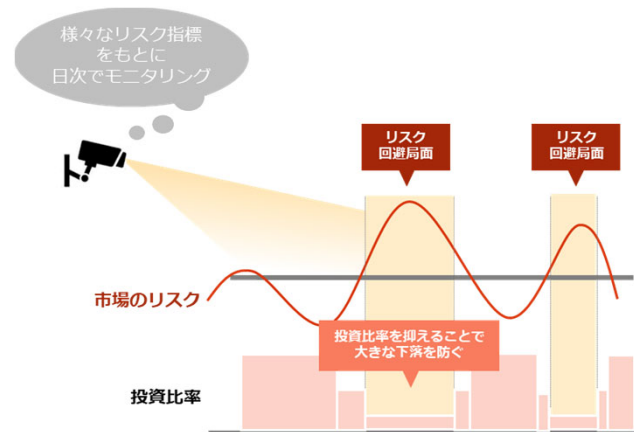 様々なリスク指標
をもとに
日次でモニタリング
リスク
回避局面
リスク
回避局面
市場のリスク
投資比率を抑えることで
大きな下落を防ぐ
投資比率